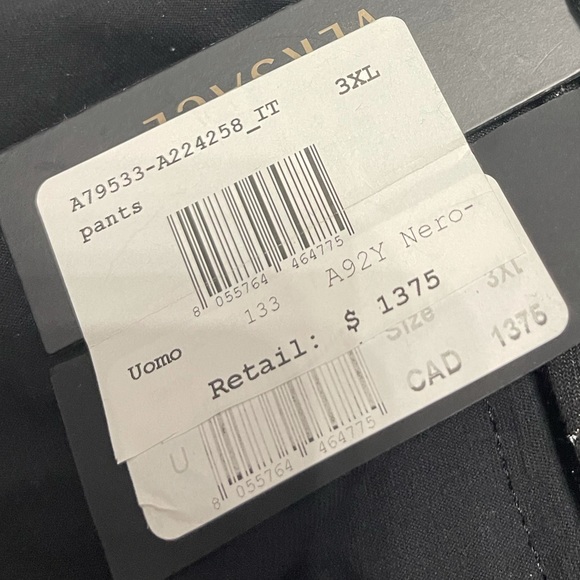 VERSACE
A79533-A224258_IT 3XL
pants
8 055764 464775
133 A92Y Nero-
Uomo Retail: $ 1375
Size 3XL
CAD 1375
U
8 055764 464775